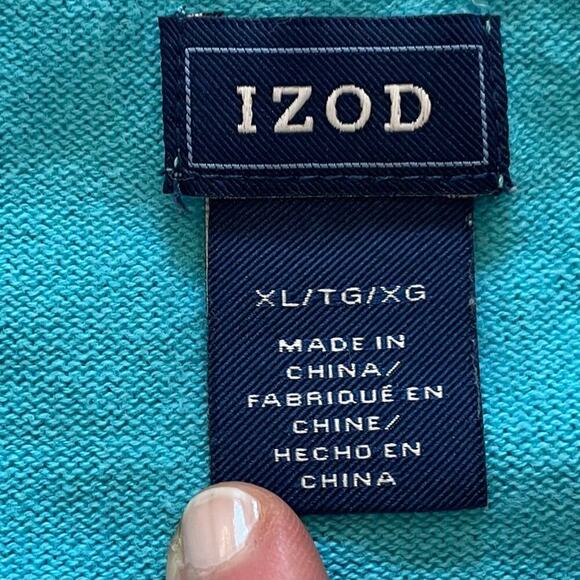 IZOD
XL/TG/XG
MADE IN
CHINA/
FABRIQUÉ EN
CHINE/
HECHO EN
CHINA